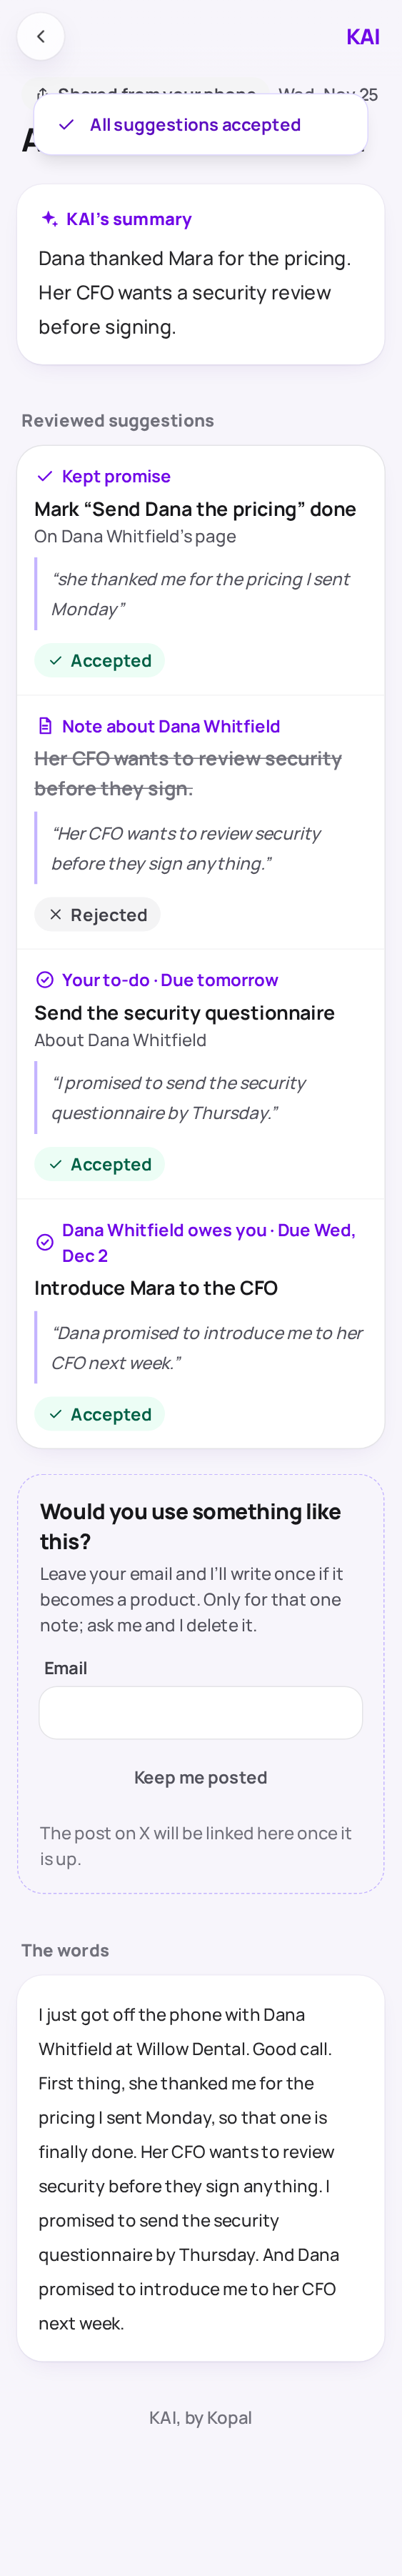 KAI
Shared from your phone
Wed, Nov 25
All suggestions accepted
KAI’s summary
Dana thanked Mara for the pricing.
Her CFO wants a security review
before signing.
Reviewed suggestions
Kept promise
Mark “Send Dana the pricing” done
On Dana Whitfield’s page
“she thanked me for the pricing I sent
Monday”
Accepted
Note about Dana Whitfield
Her CFO wants to review security
before they sign.
“Her CFO wants to review security
before they sign anything.”
Rejected
Your to-do · Due tomorrow
Send the security questionnaire
About Dana Whitfield
“I promised to send the security
questionnaire by Thursday.”
Accepted
Dana Whitfield owes you · Due Wed,
Dec 2
Introduce Mara to the CFO
“Dana promised to introduce me to her
CFO next week.”
Accepted
Would you use something like
this?
Leave your email and I’ll write once if it
becomes a product. Only for that one
note; ask me and I delete it.
Email
Keep me posted
The post on X will be linked here once it
is up.
The words
I just got off the phone with Dana
Whitfield at Willow Dental. Good call.
First thing, she thanked me for the
pricing I sent Monday, so that one is
finally done. Her CFO wants to review
security before they sign anything. I
promised to send the security
questionnaire by Thursday. And Dana
promised to introduce me to her CFO
next week.
KAI, by Kopal